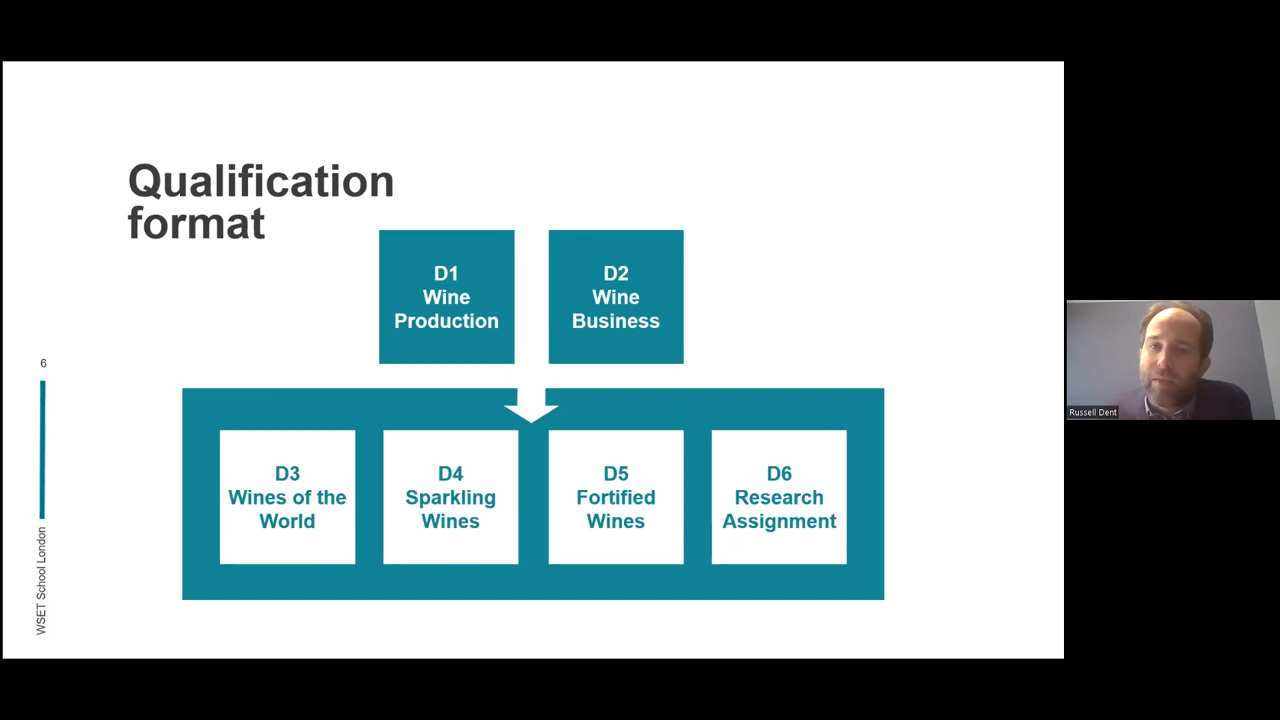 Qualification
format
D1
Wine
Production
D2
Wine
Business
D3
Wines of the
World
D4
Sparkling
Wines
D5
Fortified
Wines
D6
Research
Assignment
6
WSET School London
Russell Dent